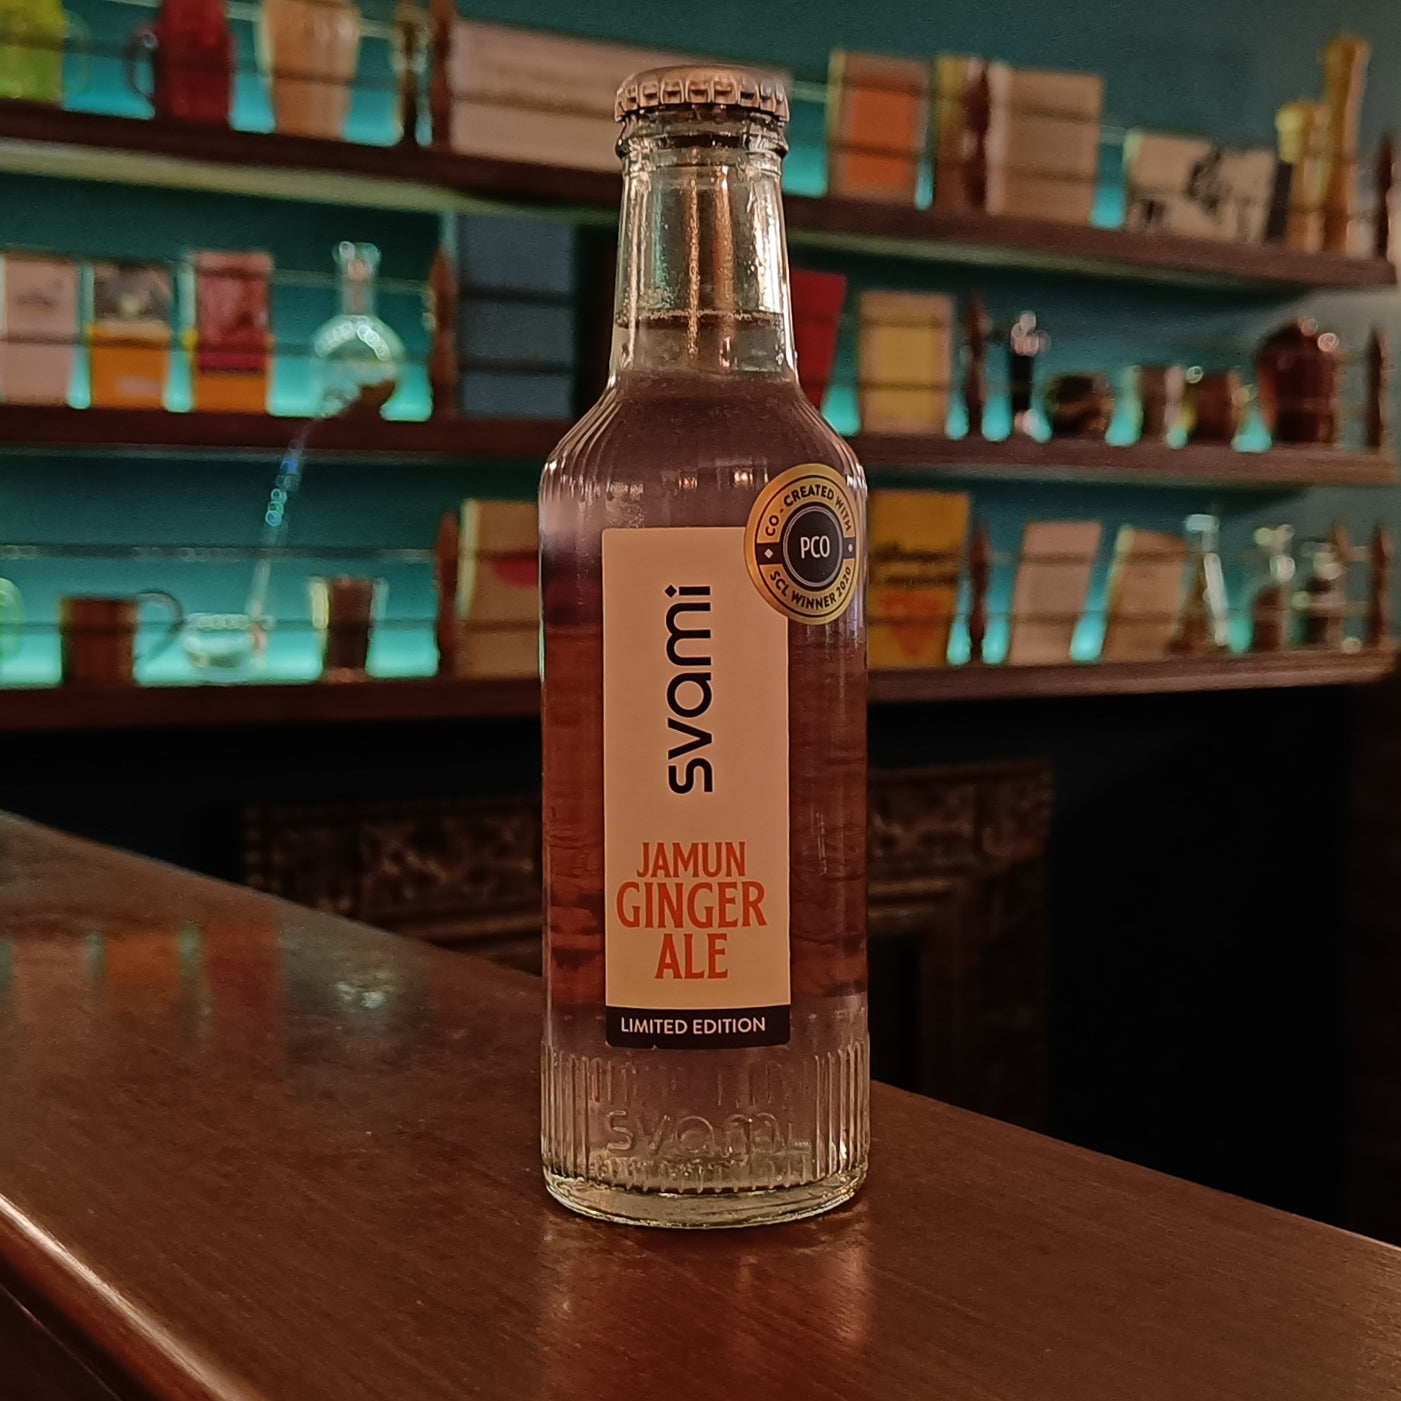 CO - CREATED WITH
PCO
SCL WINNER 2020
svami
JAMUN
GINGER
ALE
LIMITED EDITION
svami